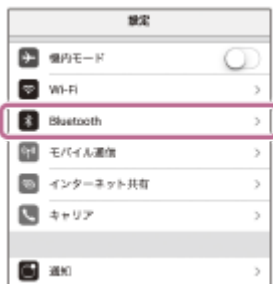 設定
機内モード
Wi-Fi
Bluetooth
モバイル通信
インターネット共有
キャリア
通知